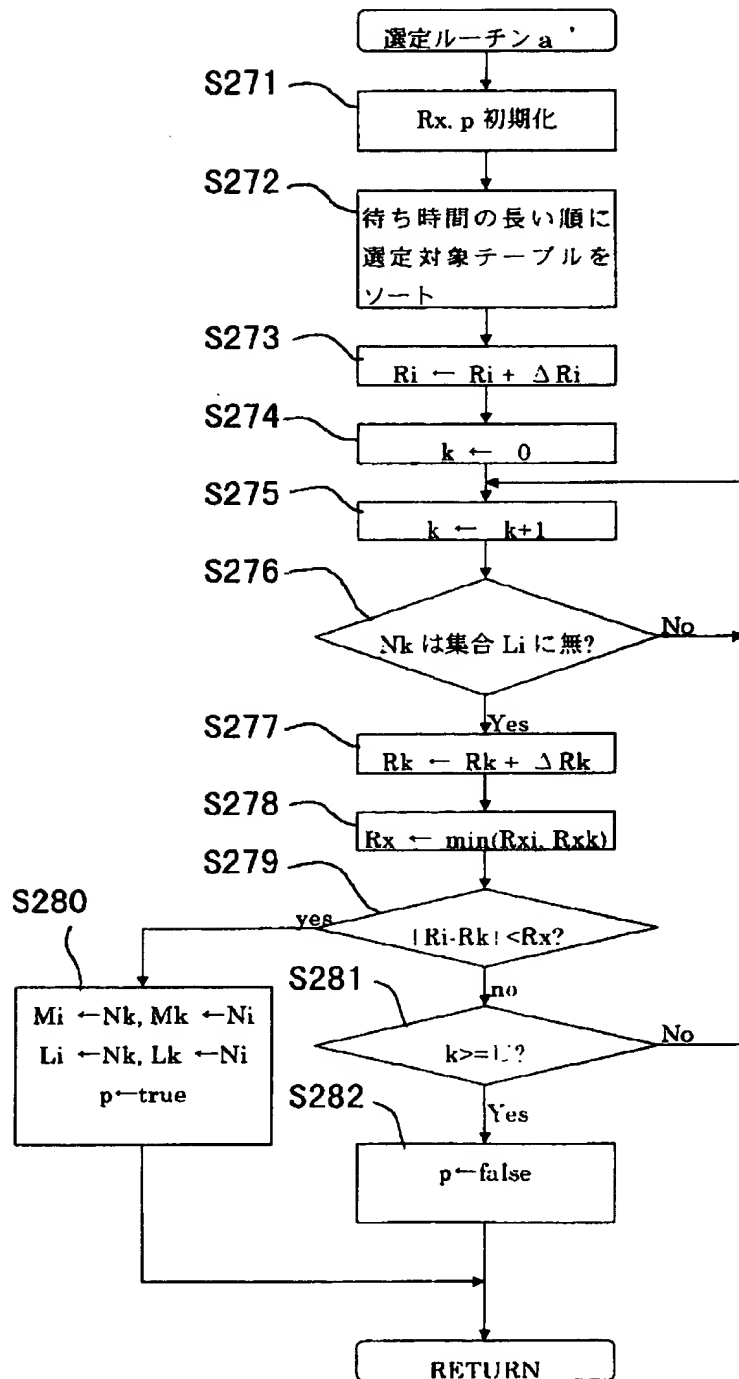 選定ルーチン a '
S271
Rx. p 初期化
S272
待ち時間の長い順に
選定対象テーブルを
ソート
S273
Ri ← Ri + Δ Ri
S274
k ← 0
S275
k ← k+1
S276
Nk は集合 Li に無?
No
Yes
S277
Rk ← Rk + Δ Rk
S278
Rx ← min(Rxi, Rxk)
S279
|Ri-Rk| <Rx?
yes
no
S280
Mi ←Nk, Mk ←Ni
Li ←Nk, Lk ←Ni
p←true
S281
k>=
No
Yes
S282
p←false
RETURN